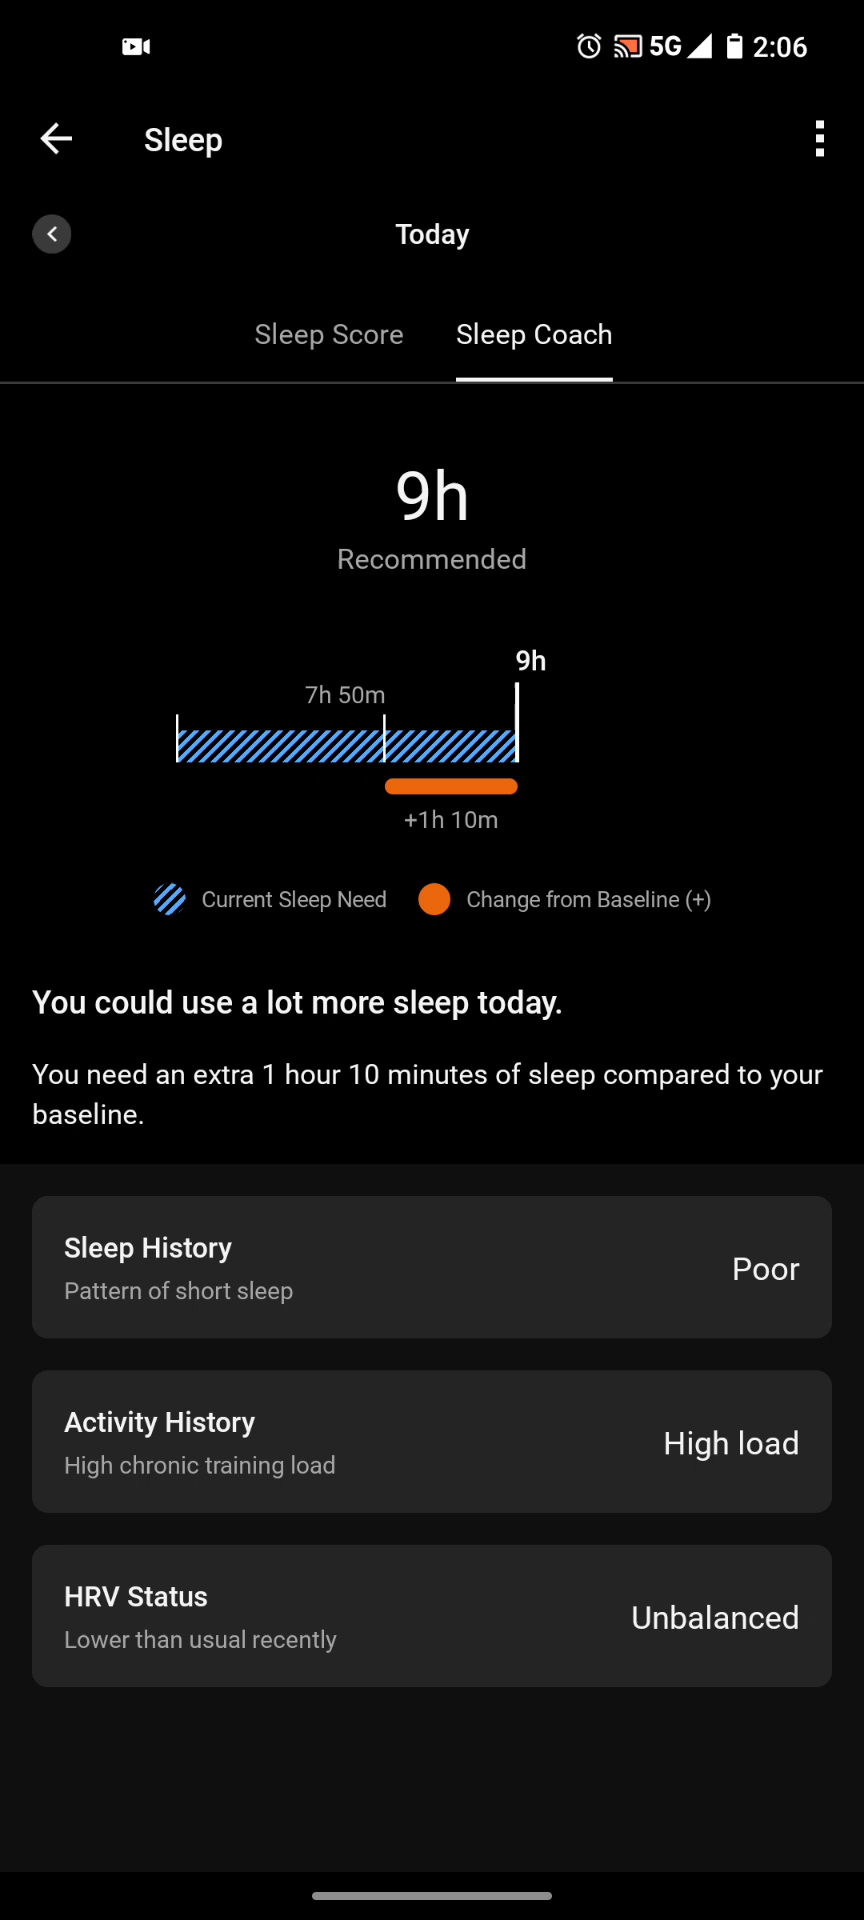 5G 2:06
Sleep
Today
Sleep Score Sleep Coach
9h
Recommended
9h
7h 50m
+1h 10m
Current Sleep Need Change from Baseline (+)
You could use a lot more sleep today.
You need an extra 1 hour 10 minutes of sleep compared to your
baseline.
Sleep History
Pattern of short sleep
Poor
Activity History
High chronic training load
High load
HRV Status
Lower than usual recently
Unbalanced